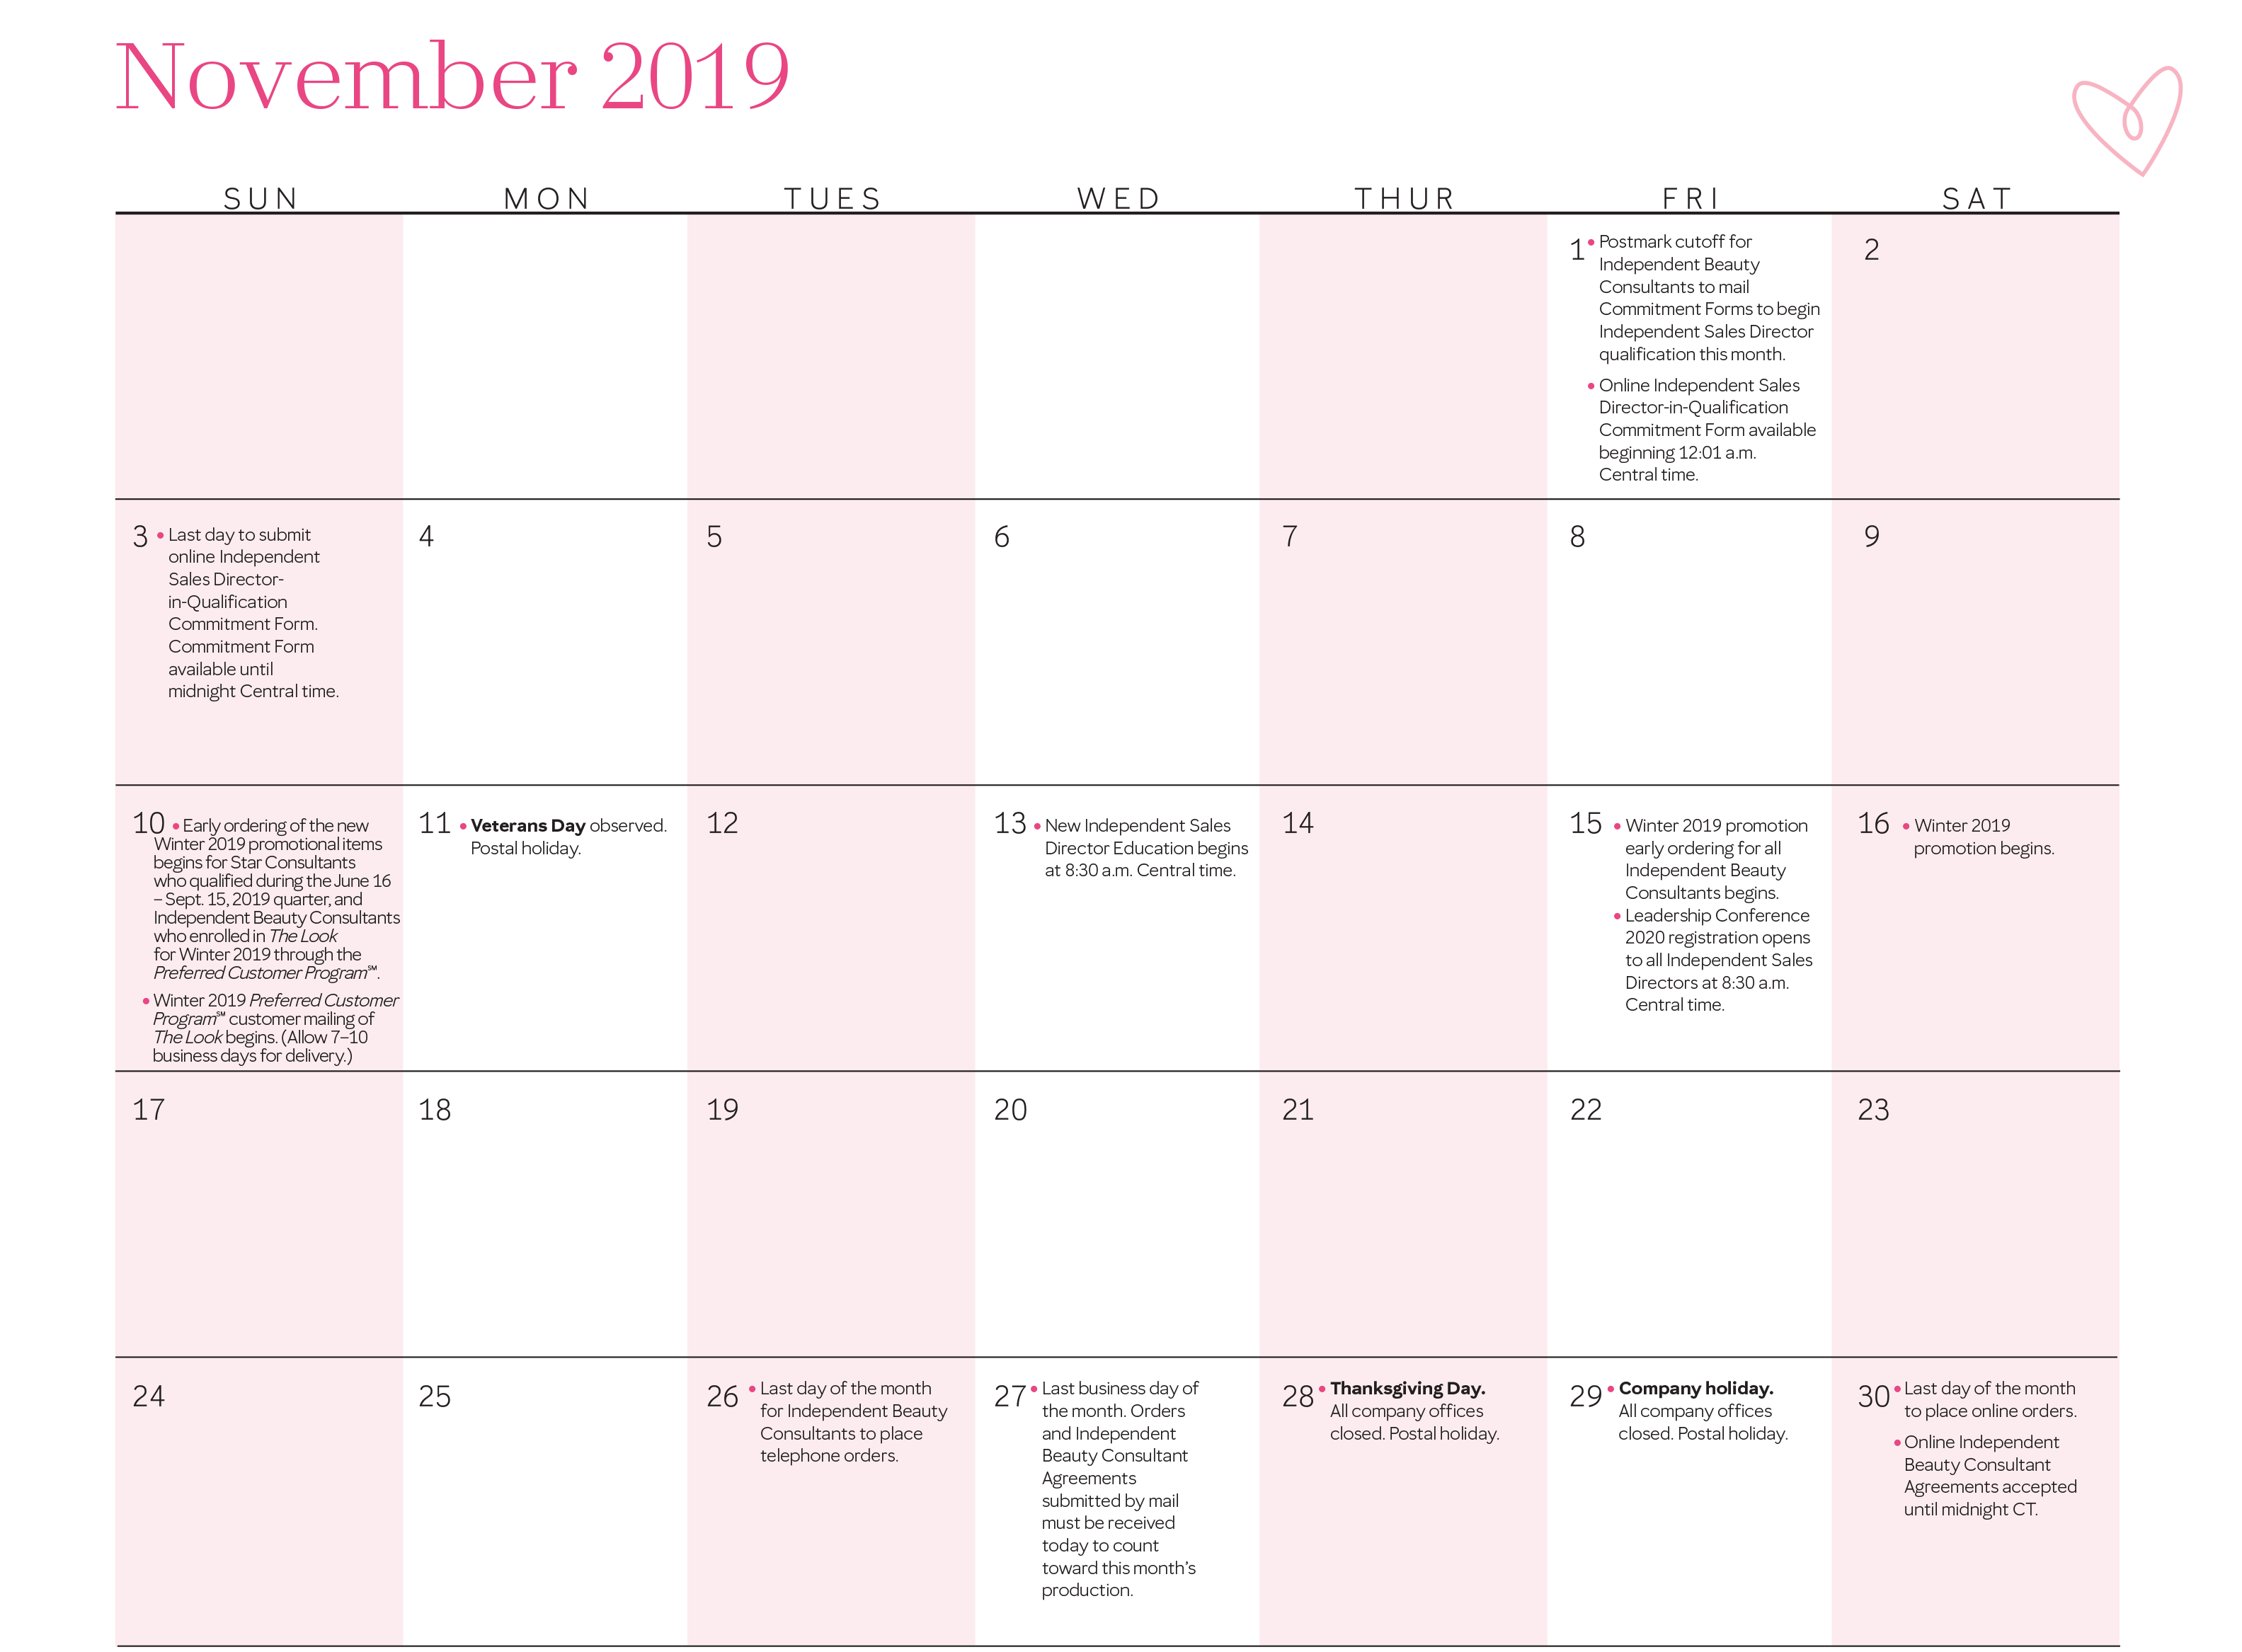 November 2019
SUN MON TUES WED THUR FRI SAT
1
• Postmark cutoff for
Independent Beauty
Consultants to mail
Commitment Forms to begin
Independent Sales Director
qualification this month.
• Online Independent Sales
Director-in-Qualification
Commitment Form available
beginning 12:01 a.m.
Central time.
2
3
• Last day to submit
online Independent
Sales Director-
in-Qualification
Commitment Form.
Commitment Form
available until
midnight Central time.
4
5
6
7
8
9
10
• Early ordering of the new
Winter 2019 promotional items
begins for Star Consultants
who qualified during the June 16
– Sept. 15, 2019 quarter, and
Independent Beauty Consultants
who enrolled in The Look
for Winter 2019 through the
Preferred Customer Program℠.
• Winter 2019 Preferred Customer
Program℠ customer mailing of
The Look begins. (Allow 7–10
business days for delivery.)
11
• Veterans Day observed.
Postal holiday.
12
13
• New Independent Sales
Director Education begins
at 8:30 a.m. Central time.
14
15
• Winter 2019 promotion
early ordering for all
Independent Beauty
Consultants begins.
• Leadership Conference
2020 registration opens
to all Independent Sales
Directors at 8:30 a.m.
Central time.
16
• Winter 2019
promotion begins.
17
18
19
20
21
22
23
24
25
26
• Last day of the month
for Independent Beauty
Consultants to place
telephone orders.
27
• Last business day of
the month. Orders
and Independent
Beauty Consultant
Agreements
submitted by mail
must be received
today to count
toward this month's
production.
28
• Thanksgiving Day.
All company offices
closed. Postal holiday.
29
• Company holiday.
All company offices
closed. Postal holiday.
30
• Last day of the month
to place online orders.
• Online Independent
Beauty Consultant
Agreements accepted
until midnight CT.